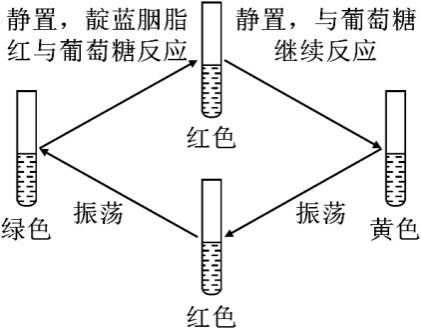 静置，靛蓝胭脂
红与葡萄糖反应
静置，与葡萄糖
继续反应
红色
绿色
振荡
振荡
黄色
红色